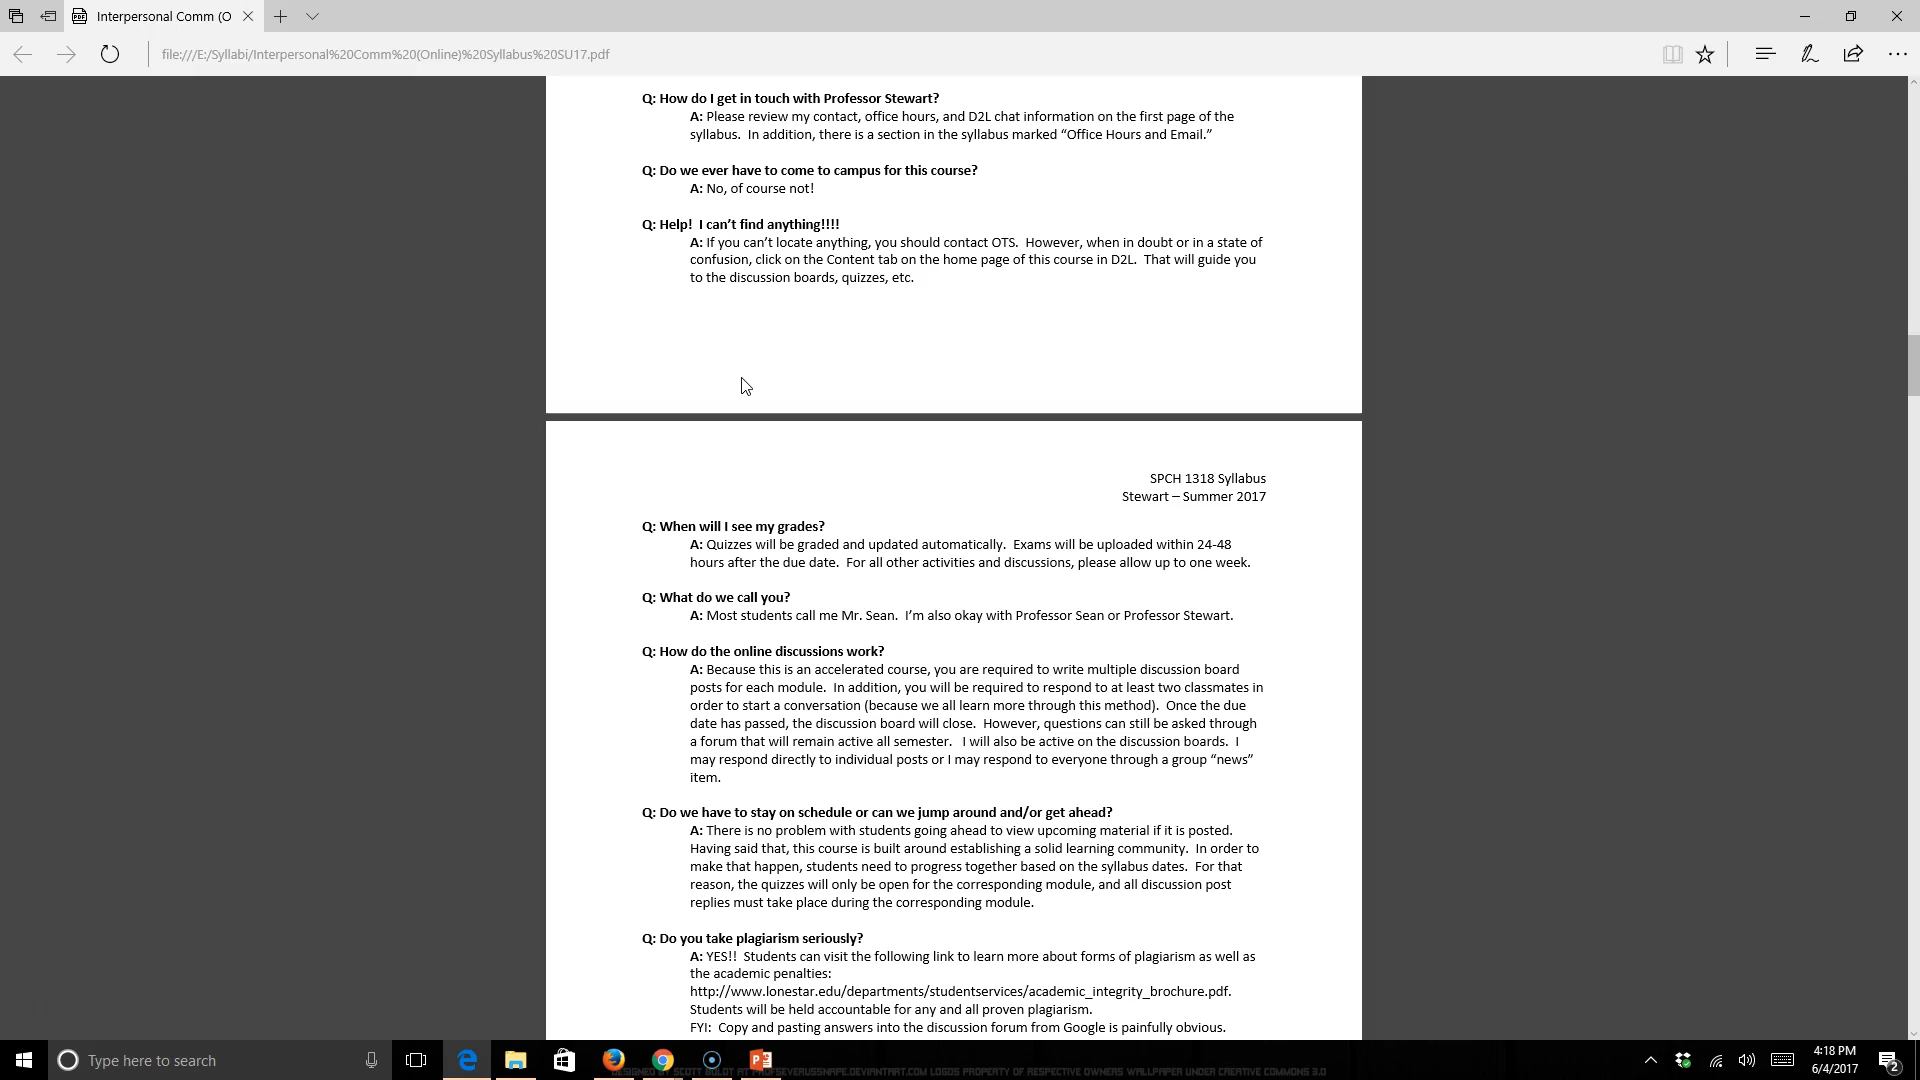 Interpersonal Comm (O
file:///E:/Syllabi/Interpersonal%20Comm%20(Online)%20Syllabus%20SU17.pdf
Q: How do I get in touch with Professor Stewart?
A: Please review my contact, office hours, and D2L chat information on the first page of the
syllabus.  In addition, there is a section in the syllabus marked “Office Hours and Email.”
Q: Do we ever have to come to campus for this course?
A: No, of course not!
Q: Help!  I can’t find anything!!!!
A: If you can’t locate anything, you should contact OTS.  However, when in doubt or in a state of
confusion, click on the Content tab on the home page of this course in D2L.  That will guide you
to the discussion boards, quizzes, etc.
SPCH 1318 Syllabus
Stewart – Summer 2017
Q: When will I see my grades?
A: Quizzes will be graded and updated automatically.  Exams will be uploaded within 24-48
hours after the due date.  For all other activities and discussions, please allow up to one week.
Q: What do we call you?
A: Most students call me Mr. Sean.  I’m also okay with Professor Sean or Professor Stewart.
Q: How do the online discussions work?
A: Because this is an accelerated course, you are required to write multiple discussion board
posts for each module.  In addition, you will be required to respond to at least two classmates in
order to start a conversation (because we all learn more through this method).  Once the due
date has passed, the discussion board will close.  However, questions can still be asked through
a forum that will remain active all semester.   I will also be active on the discussion boards.  I
may respond directly to individual posts or I may respond to everyone through a group “news”
item.
Q: Do we have to stay on schedule or can we jump around and/or get ahead?
A: There is no problem with students going ahead to view upcoming material if it is posted.
Having said that, this course is built around establishing a solid learning community.  In order to
make that happen, students need to progress together based on the syllabus dates.  For that
reason, the quizzes will only be open for the corresponding module, and all discussion post
replies must take place during the corresponding module.
Q: Do you take plagiarism seriously?
A: YES!!  Students can visit the following link to learn more about forms of plagiarism as well as
the academic penalties:
http://www.lonestar.edu/departments/studentservices/academic_integrity_brochure.pdf.
Students will be held accountable for any and all proven plagiarism.
FYI:  Copy and pasting answers into the discussion forum from Google is painfully obvious.
Type here to search
4:18 PM
6/4/2017
2
LOGOS PROPERTY OF RESPECTIVE OWNERS WALLPAPER UNDER CREATIVE COMMONS 3.0